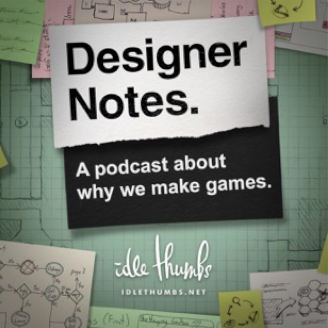 Designer
Notes.
A podcast about
why we make games.
idle thumbs
IDLETHUMBS.NET